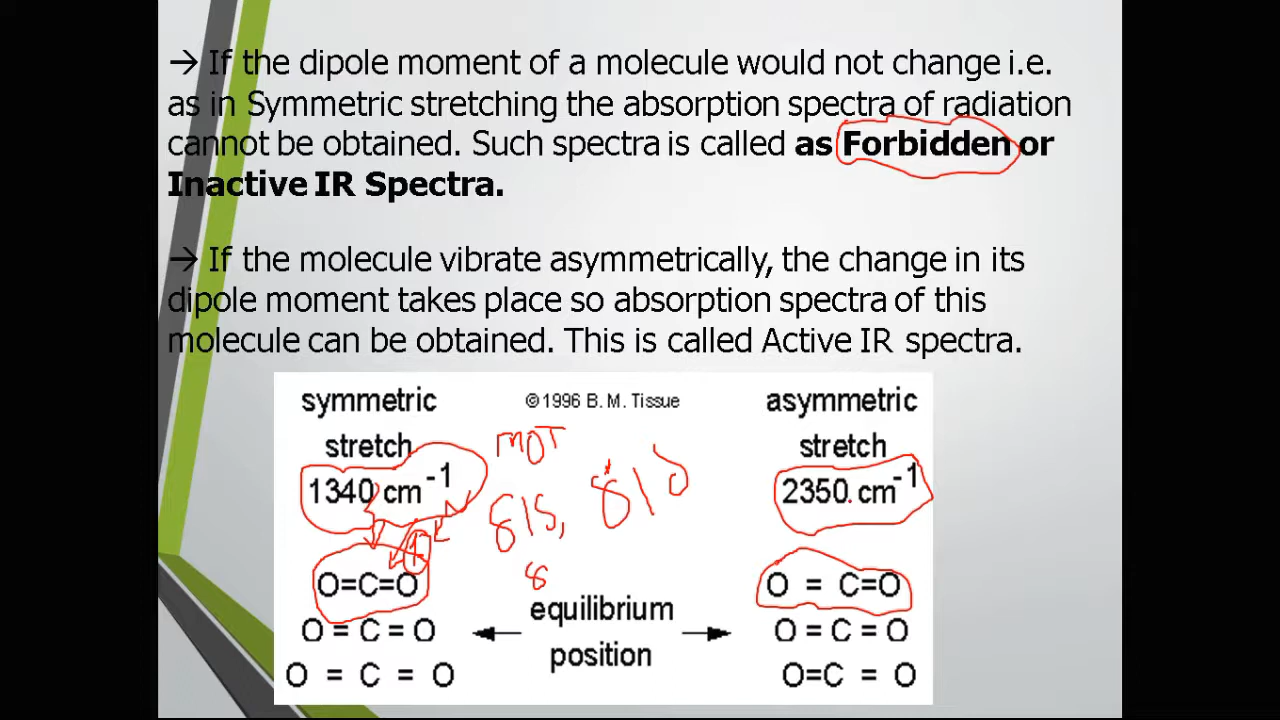 → If the dipole moment of a molecule would not change i.e.
as in Symmetric stretching the absorption spectra of radiation
cannot be obtained. Such spectra is called as Forbidden or
Inactive IR Spectra.
→ If the molecule vibrate asymmetrically, the change in its
dipole moment takes place so absorption spectra of this
molecule can be obtained. This is called Active IR spectra.
symmetric
stretch
1340 cm-1
O=C=O
O = C = O
O = C = O
©1996 B. M. Tissue
815, 810
8
equilibrium
position
asymmetric
stretch
2350 cm-1
O = C=O
O = C = O
O=C = O